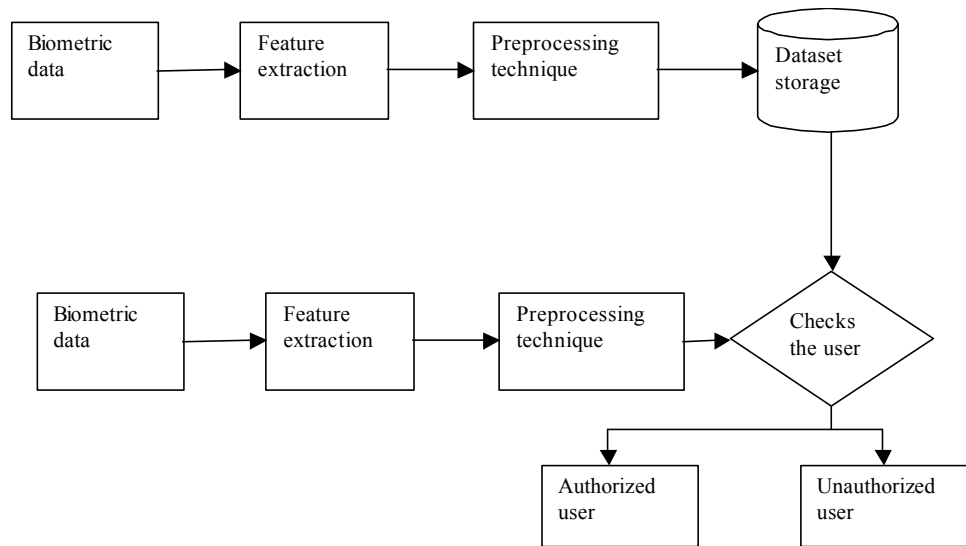 Biometric
data
Feature
extraction
Preprocessing
technique
Dataset
storage
Biometric
data
Feature
extraction
Preprocessing
technique
Checks
the user
Authorized
user
Unauthorized
user